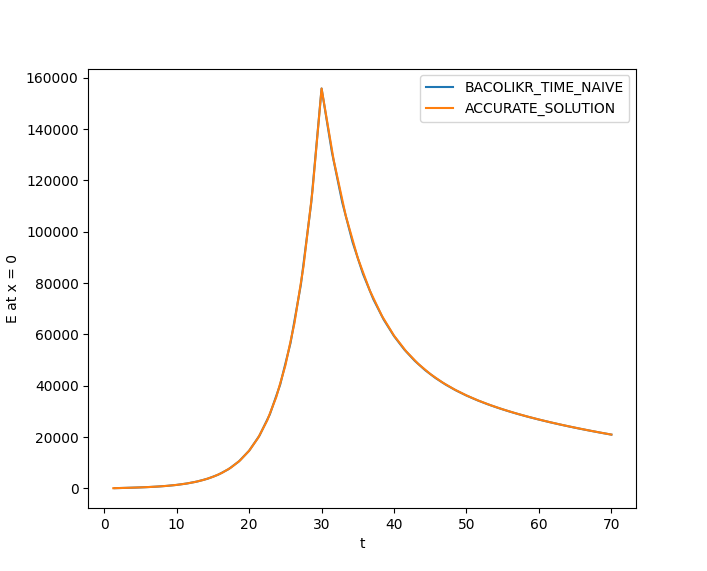 BACOLIKR_TIME_NAIVE
ACCURATE_SOLUTION
160000
140000
120000
100000
80000
60000
40000
20000
0
E at x = 0
0 10 20 30 40 50 60 70
t